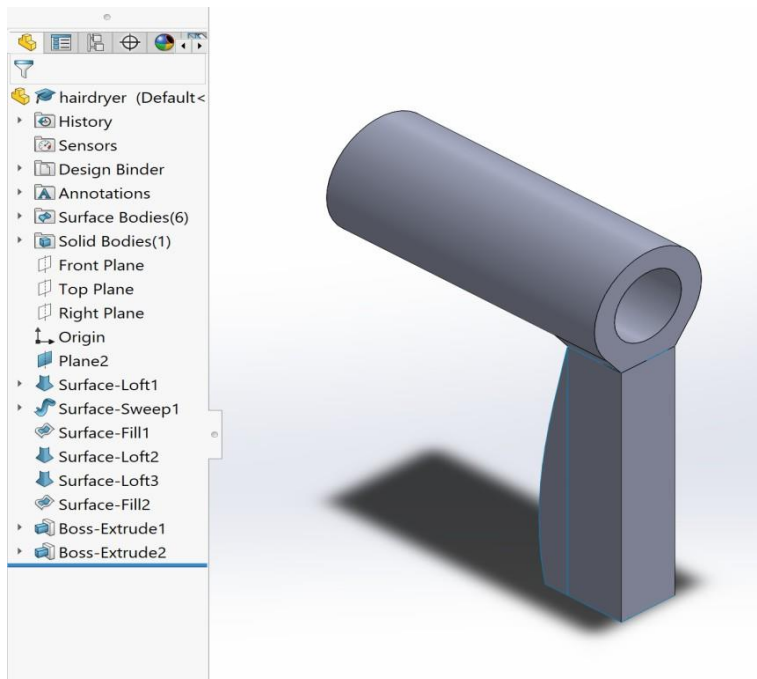 hairdryer (Default<
History
Sensors
Design Binder
Annotations
Surface Bodies(6)
Solid Bodies(1)
Front Plane
Top Plane
Right Plane
Origin
Plane2
Surface-Loft1
Surface-Sweep1
Surface-Fill1
Surface-Loft2
Surface-Loft3
Surface-Fill2
Boss-Extrude1
Boss-Extrude2